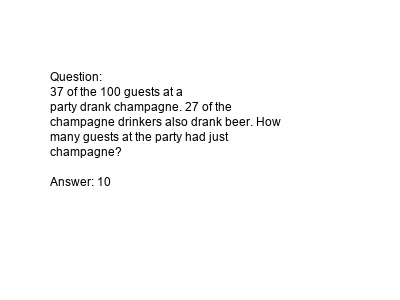 Question:
37 of the 100 guests at a
party drank champagne. 27 of the
champagne drinkers also drank beer. How
many guests at the party had just
champagne?
Answer: 10